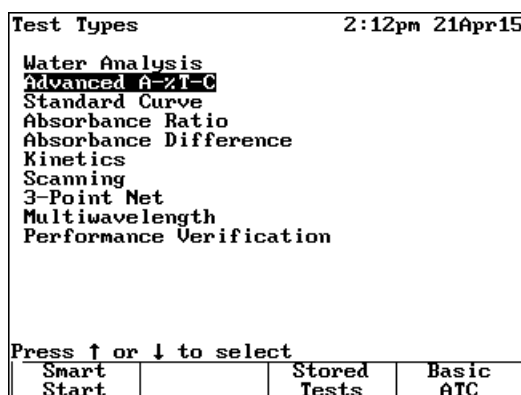 Test Types 2:12pm 21Apr15
Water Analysis
Advanced A-%T-C
Standard Curve
Absorbance Ratio
Absorbance Difference
Kinetics
Scanning
3-Point Net
Multiwavelength
Performance Verification
Press ↑ or ↓ to select
Smart Stored Basic
Start Tests ATC